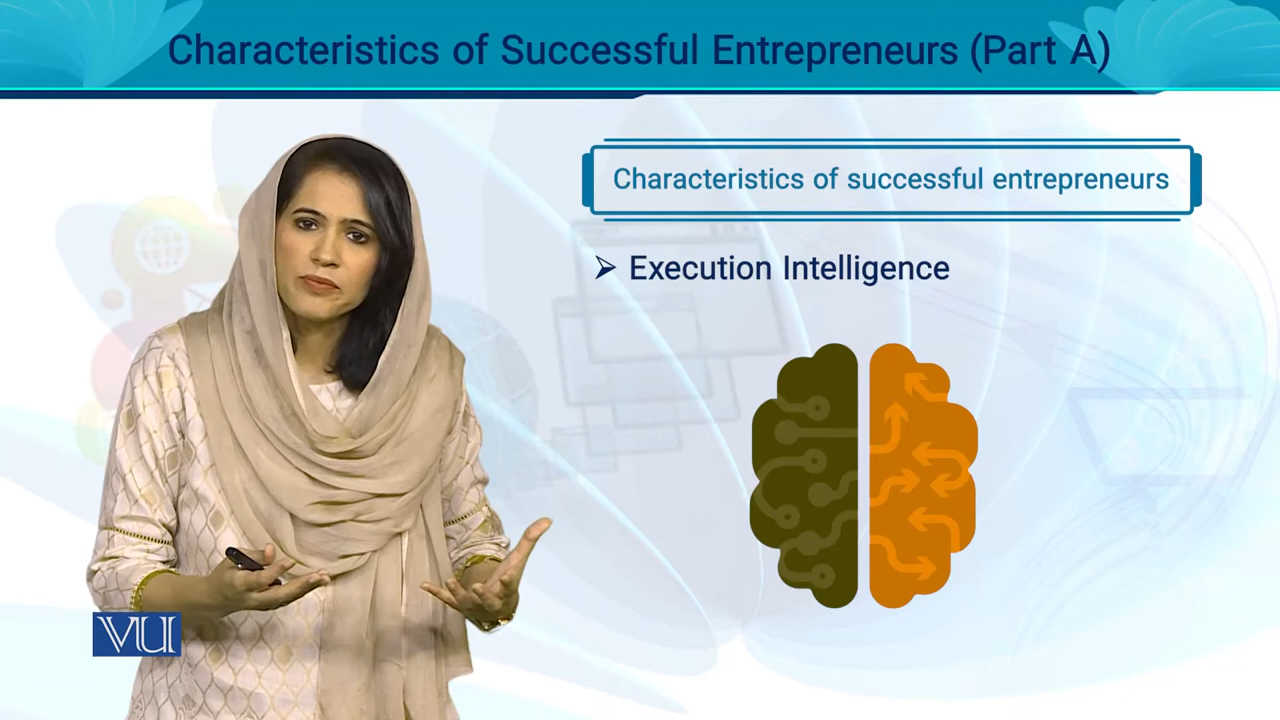 Characteristics of Successful Entrepreneurs (Part A)
Characteristics of successful entrepreneurs
➢ Execution Intelligence
VU